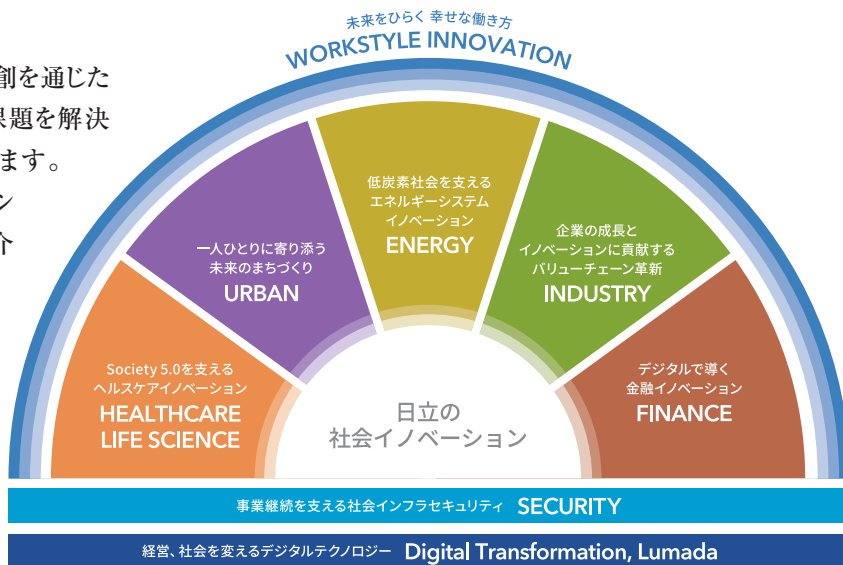 未来をひらく 幸せな働き方
WORKSTYLE INNOVATION
創を通じた
課題を解決
ます。
ン
介
低炭素社会を支える
エネルギーシステム
イノベーション
ENERGY
一人ひとりに寄り添う
未来のまちづくり
URBAN
企業の成長と
イノベーションに貢献する
バリューチェーン革新
INDUSTRY
Society 5.0を支える
ヘルスケアイノベーション
HEALTHCARE
LIFE SCIENCE
デジタルで導く
金融イノベーション
FINANCE
日立の
社会イノベーション
事業継続を支える社会インフラセキュリティ SECURITY
経営、社会を変えるデジタルテクノロジー Digital Transformation, Lumada